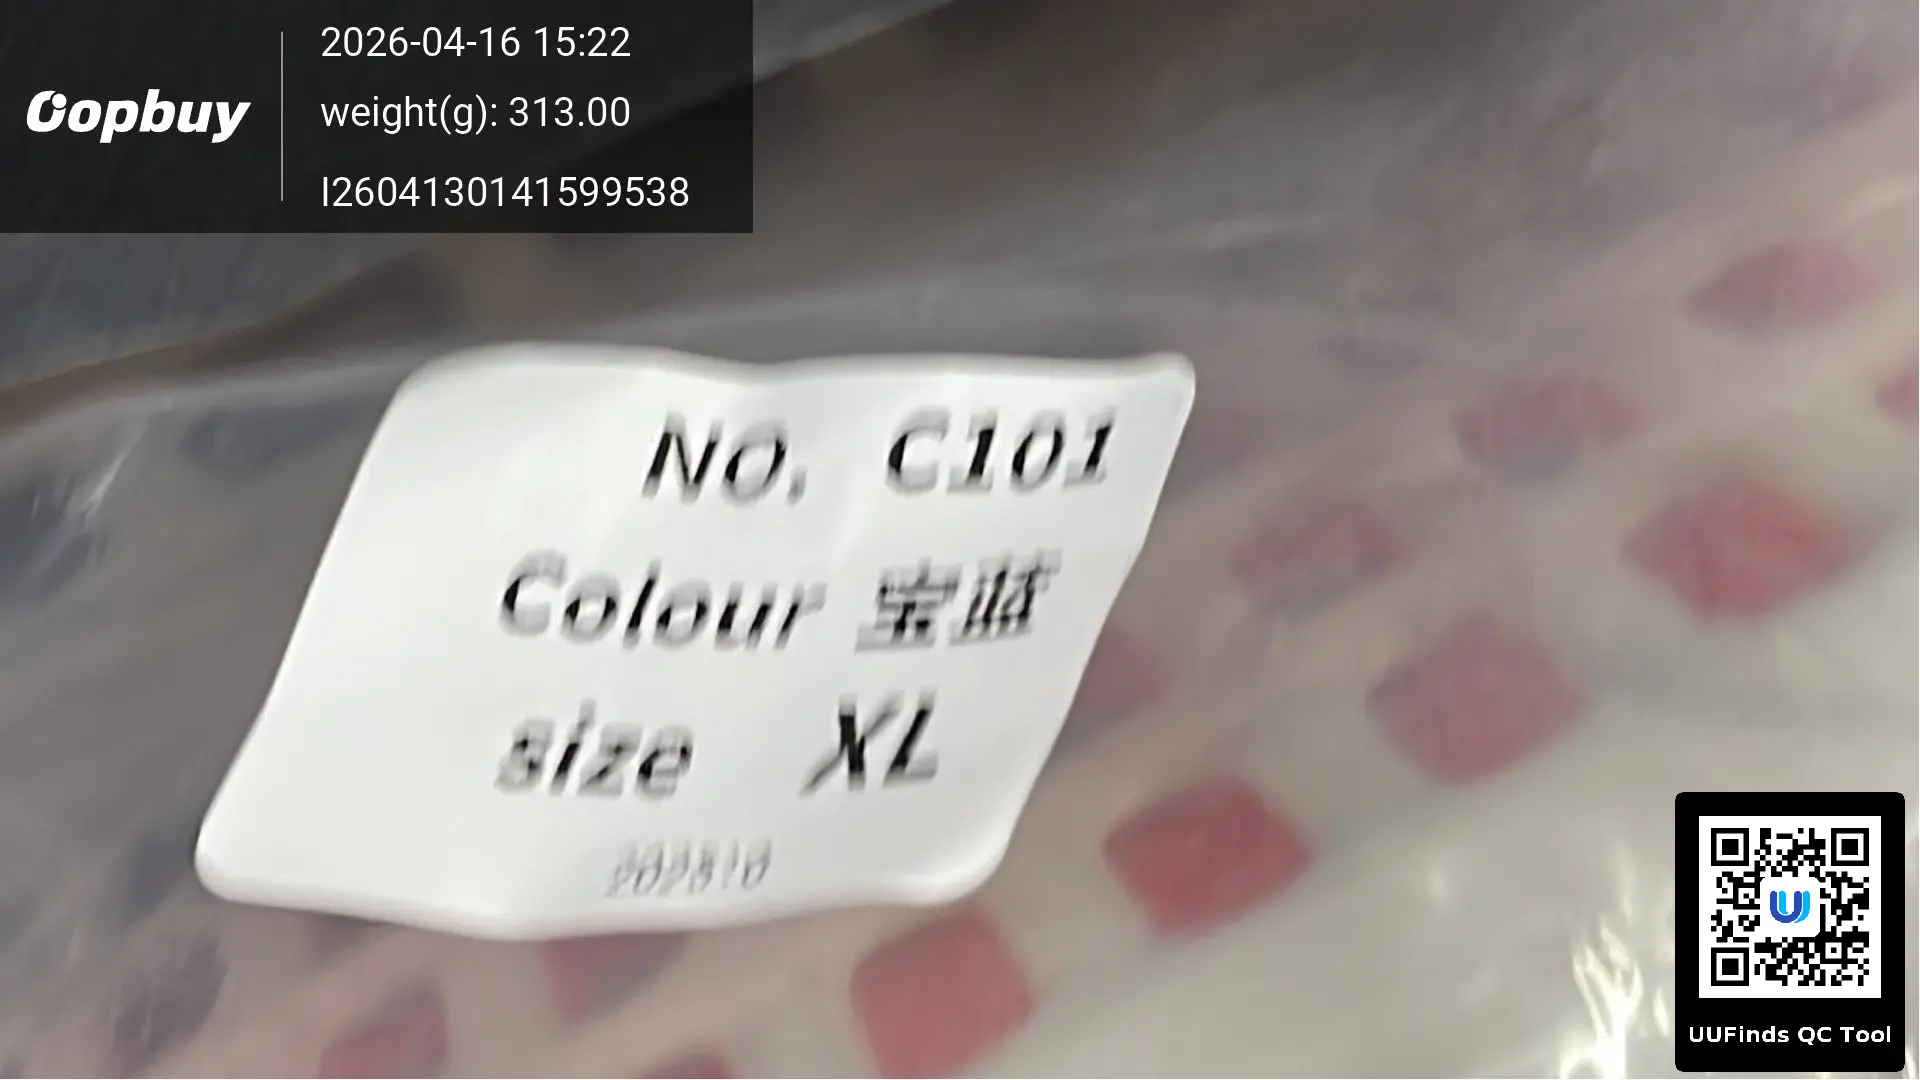 Oopbuy
2026-04-16 15:22
weight(g): 313.00
I2604130141599538
NO. C101
Colour 宝蓝
size XL
UUFinds QC Tool